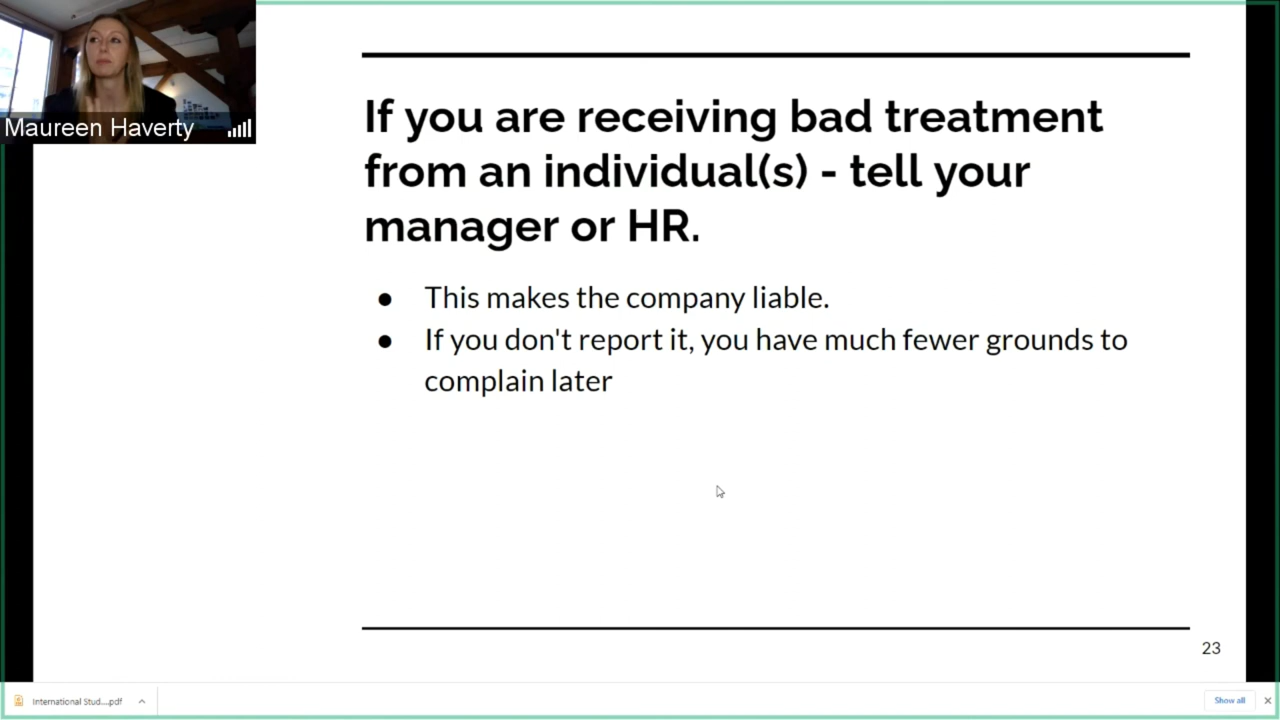 Maureen Haverty
If you are receiving bad treatment
from an individual(s) - tell your
manager or HR.
● This makes the company liable.
● If you don't report it, you have much fewer grounds to
complain later
23
International Stud....pdf
Show all